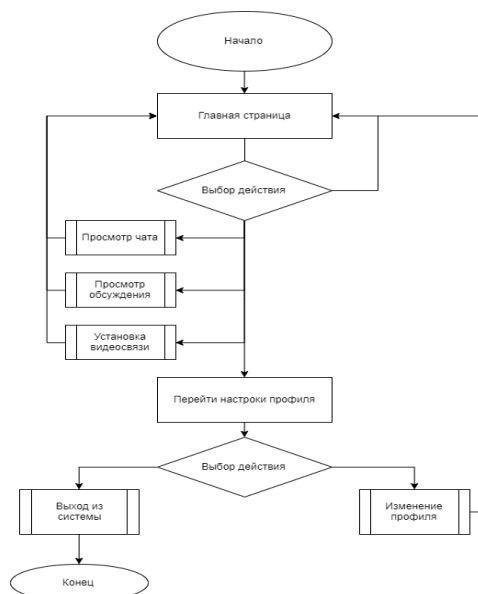 Начало
Главная страница
Выбор действия
Просмотр чата
Просмотр
обсуждения
Установка
видеосвязи
Перейти настроки профиля
Выбор действия
Выход из
системы
Изменение
профиля
Конец